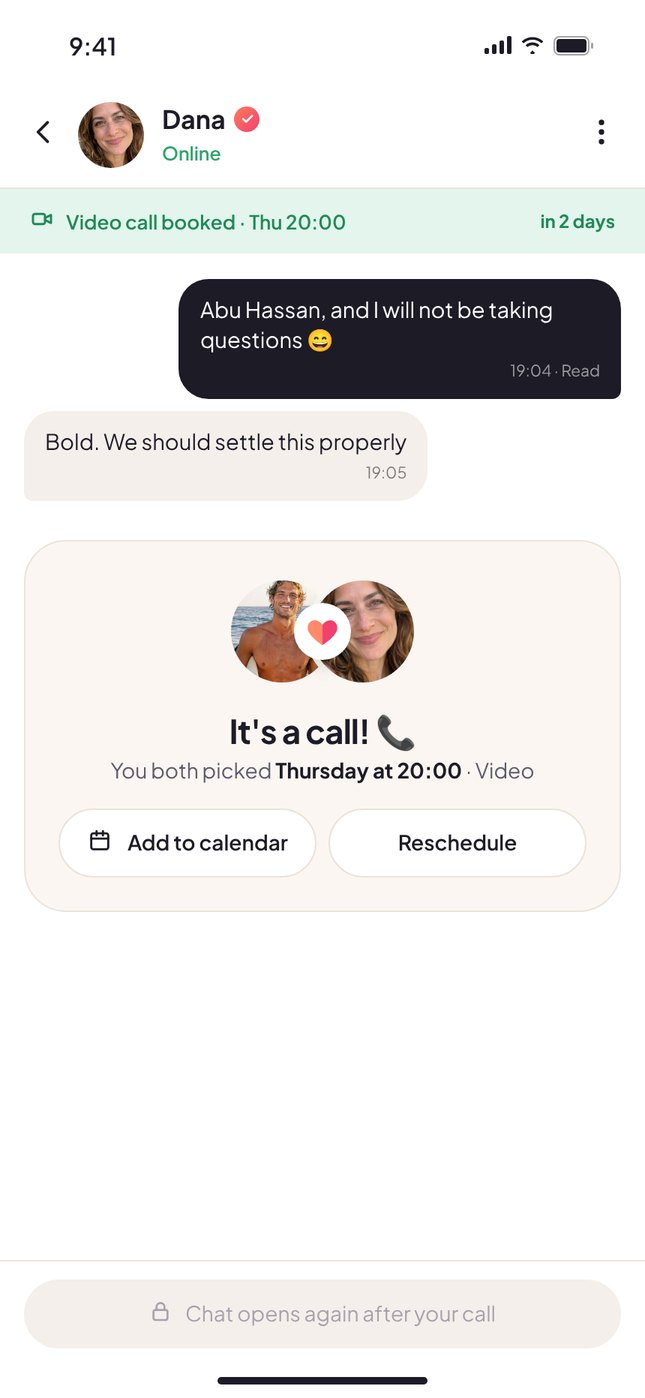 9:41
Dana
Online
Video call booked · Thu 20:00
in 2 days
Abu Hassan, and I will not be taking
questions 😄
19:04 · Read
Bold. We should settle this properly
19:05
It's a call! 📞
You both picked Thursday at 20:00 · Video
Add to calendar
Reschedule
Chat opens again after your call